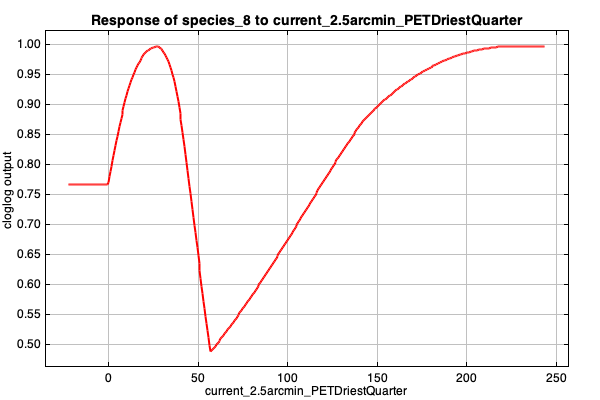 Response of species_8 to current_2.5arcmin_PETDriestQuarter
cloglog output
1.00
0.95
0.90
0.85
0.80
0.75
0.70
0.65
0.60
0.55
0.50
0 50 100 150 200 250
current_2.5arcmin_PETDriestQuarter